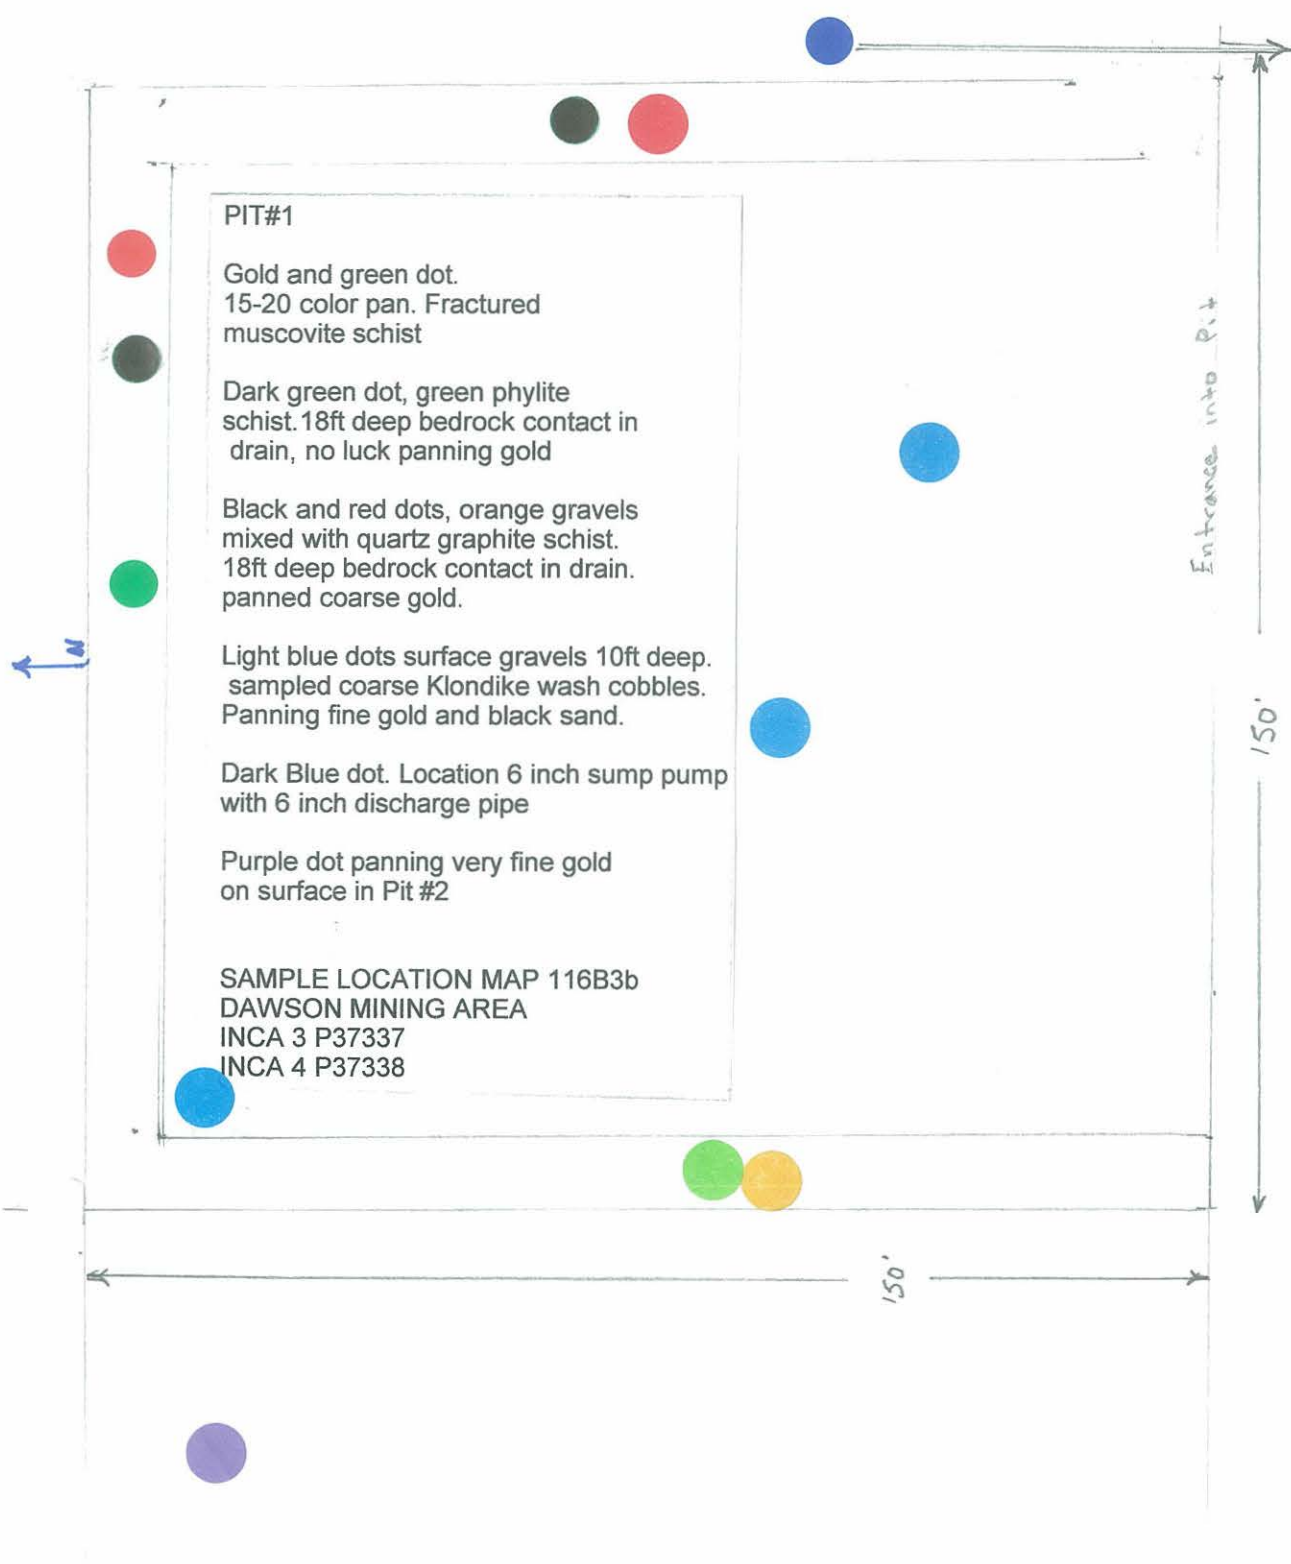 PIT#1
Gold and green dot.
15-20 color pan. Fractured
muscovite schist
Dark green dot, green phylite
schist. 18ft deep bedrock contact in
drain, no luck panning gold
Black and red dots, orange gravels
mixed with quartz graphite schist.
18ft deep bedrock contact in drain.
panned coarse gold.
Light blue dots surface gravels 10ft deep.
sampled coarse Klondike wash cobbles.
Panning fine gold and black sand.
Dark Blue dot. Location 6 inch sump pump
with 6 inch discharge pipe
Purple dot panning very fine gold
on surface in Pit #2
SAMPLE LOCATION MAP 116B3b
DAWSON MINING AREA
INCA 3 P37337
INCA 4 P37338
N
Entrance into Pit
150'
150'